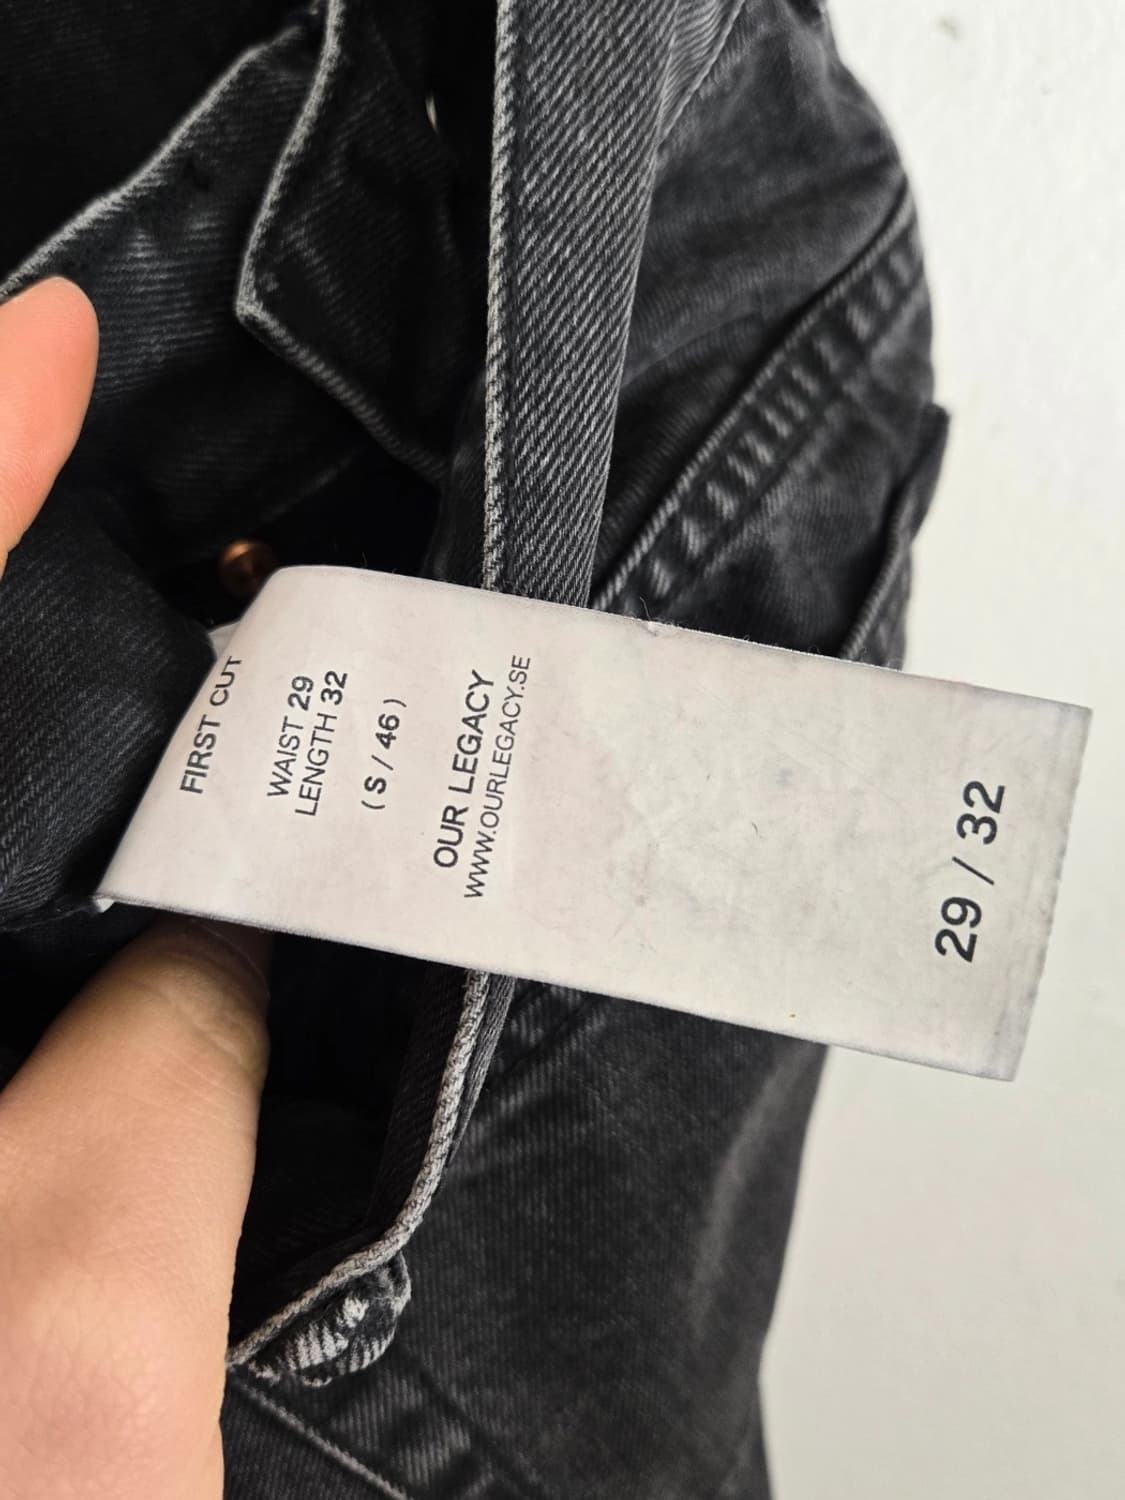 FIRST CUT
WAIST 29
LENGTH 32
( S / 46 )
OUR LEGACY
WWW.OURLEGACY.SE
29 / 32